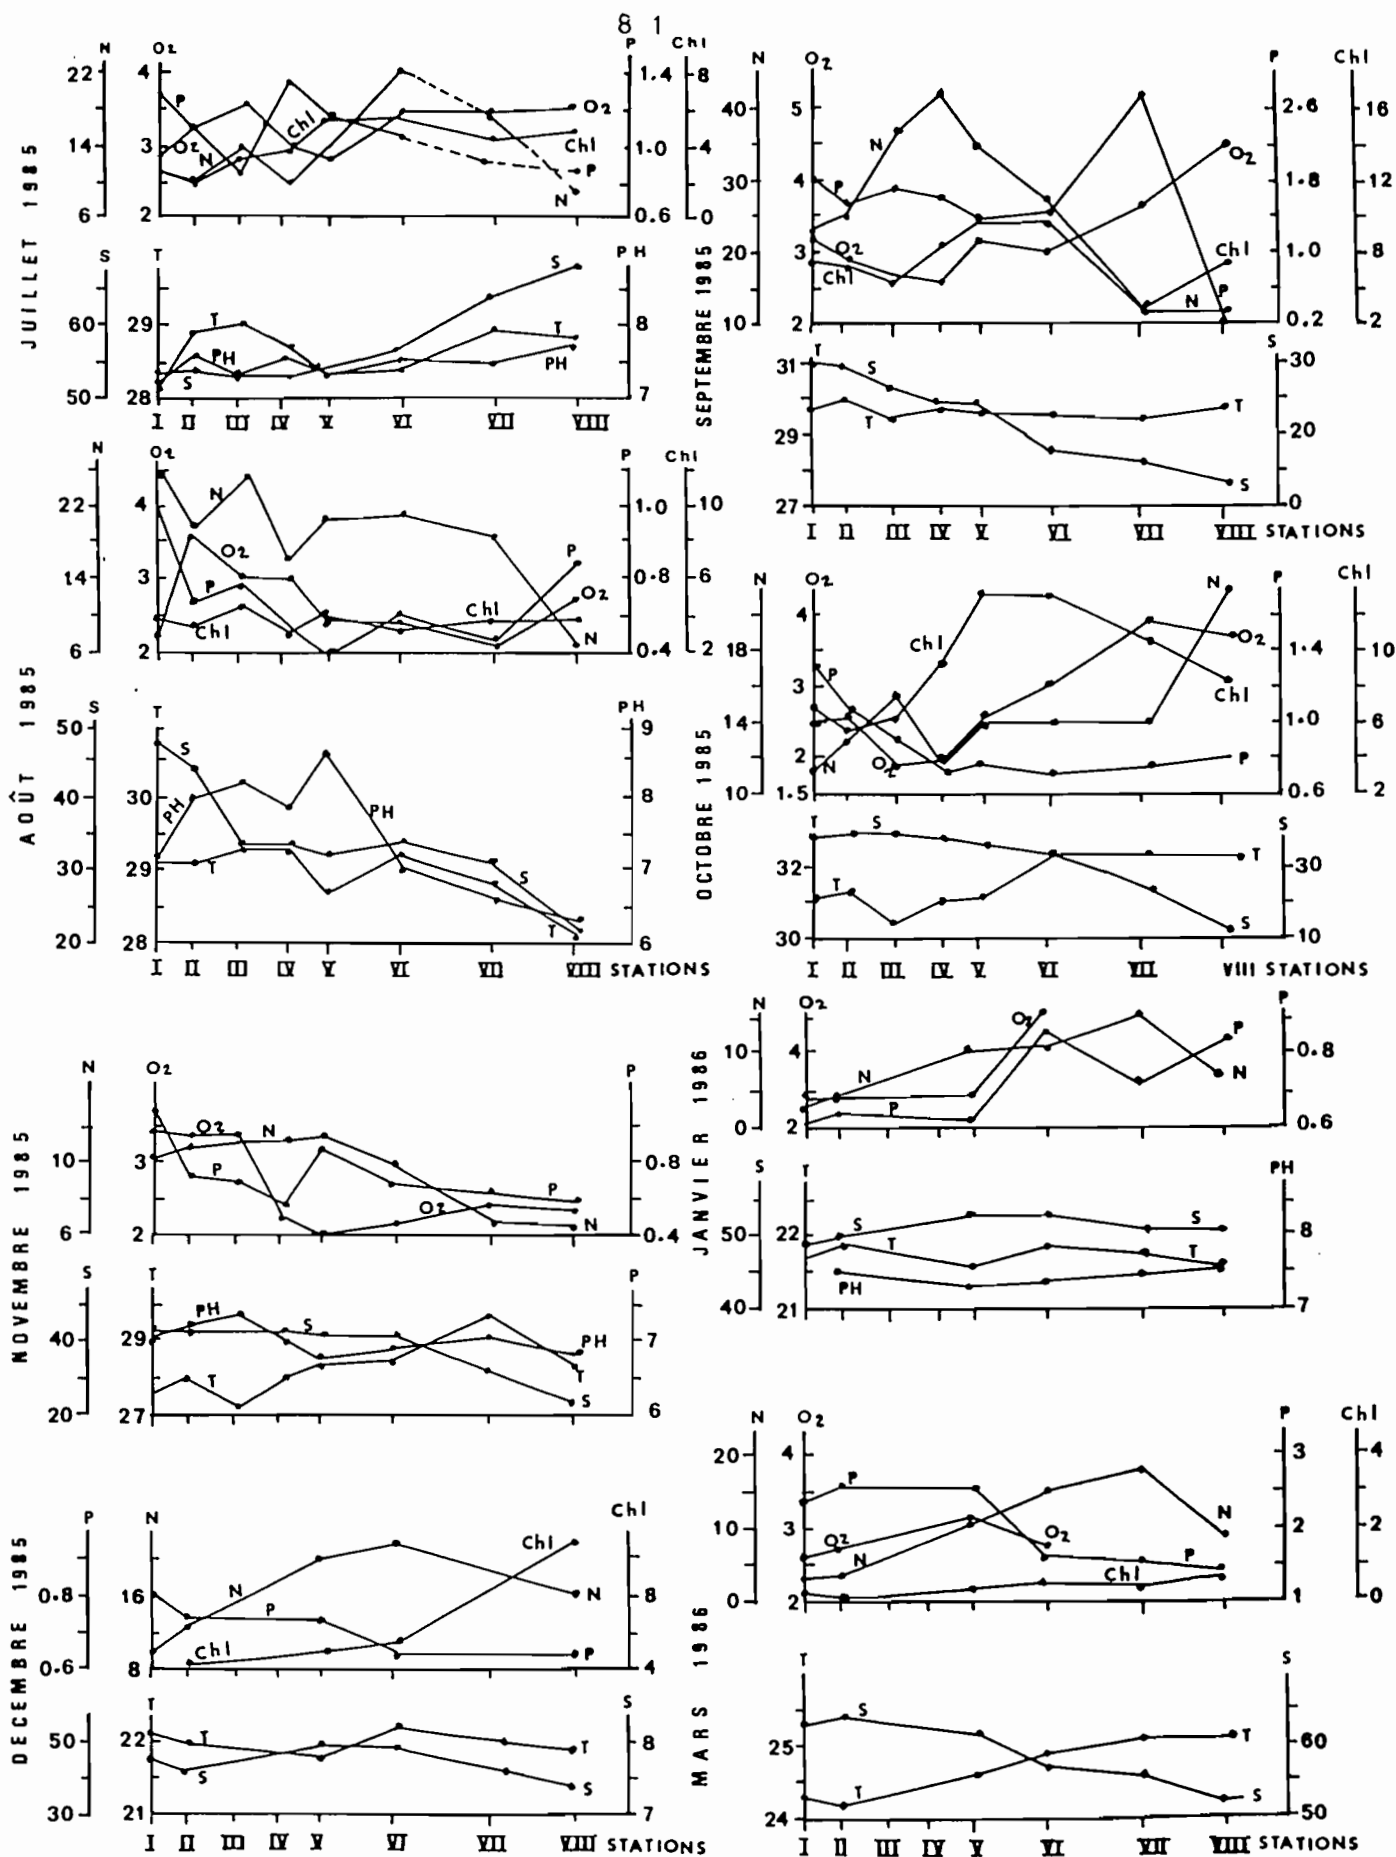 8 1
JUILLET 1985
N O2 P Chl
22 4 1.4 8
14 3 1.0 4
6 2 0.6 0
P O2 N Chl O2 Chl P N
S T PH
60 29 8
50 28 7
T PH S S T PH
I II III IV V VI VII VIII
AOÛT 1985
N O2 P Chl
22 4 1.0 10
14 3 0.8 6
6 2 0.4 2
N O2 P Chl Chl P O2 N
S T PH
50 9
40 30 8
30 29 7
20 28 6
S PH T PH S T
I II III IV V VI VII VIII STATIONS
NOVEMBRE 1985
N O2 P
10 3 0.8
6 2 0.4
O2 N P O2 P N
S T P
40 29 7
20 27 6
PH S T PH T S
DECEMBRE 1985
P N Chl
0.8 16 8
0.6 8 4
N P Chl Chl N P
T S
50 22 8
30 21 7
T S T S
I II III IV V VI VII VIII STATIONS
SEPTEMBRE 1985
N O2 P Chl
40 5 2.6 16
30 4 1.8 12
20 3 1.0 8
10 2 0.2 2
N P O2 Chl O2 Chl P N
T S
31 30
29 20
27 10
0
S T T S
I II III IV V VI VII VIII STATIONS
OCTOBRE 1985
N O2 P Chl
18 3 1.4 10
14 2 1.0 6
10 1.5 0.6 2
4
P N O2 Chl N O2 Chl P
T S
32 30
30 10
S T T S
I II III IV V VI VII VIII STATIONS
JANVIER 1986
N O2 P
10 4 0.8
0 2 0.6
N P O2 P N
S T PH
50 22 8
40 21 7
S T PH S T
MARS 1986
N O2 P Chl
20 4 3 4
10 3 2 2
0 2 1 0
P O2 N O2 Chl N P
T S
25 60
24 50
S T T S
I II III IV V VI VII VIII STATIONS